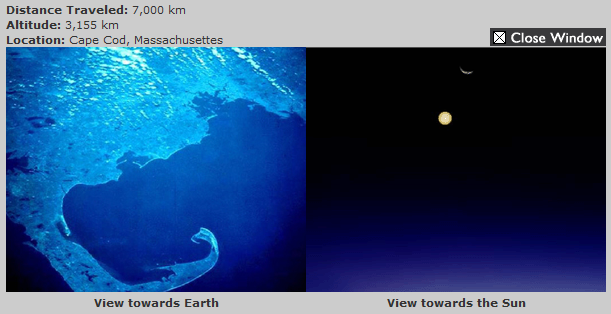 Distance Traveled: 7,000 km
Altitude: 3,155 km
Location: Cape Cod, Massachusetts
Close Window
View towards Earth
View towards the Sun